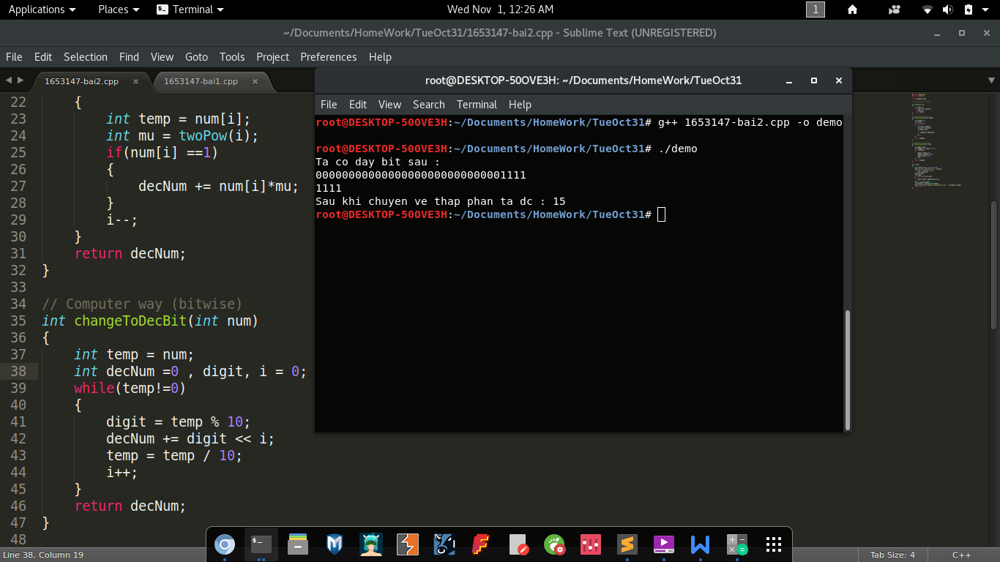 Applications Places Terminal Wed Nov 1, 12:26 AM 1
~/Documents/HomeWork/TueOct31/1653147-bai2.cpp - Sublime Text (UNREGISTERED)
File Edit Selection Find View Goto Tools Project Preferences Help
1653147-bai2.cpp 1653147-bai1.cpp
22 {
23 int temp = num[i];
24 int mu = twoPow(i);
25 if(num[i] ==1)
26 {
27 decNum += num[i]*mu;
28 }
29 i--;
30 }
31 return decNum;
32 }
33
34 // Computer way (bitwise)
35 int changeToDecBit(int num)
36 {
37 int temp = num;
38 int decNum =0 , digit, i = 0;
39 while(temp!=0)
40 {
41 digit = temp % 10;
42 decNum += digit << i;
43 temp = temp / 10;
44 i++;
45 }
46 return decNum;
47 }
48
root@DESKTOP-50OVE3H: ~/Documents/HomeWork/TueOct31
File Edit View Search Terminal Help
root@DESKTOP-50OVE3H:~/Documents/HomeWork/TueOct31# g++ 1653147-bai2.cpp -o demo
root@DESKTOP-50OVE3H:~/Documents/HomeWork/TueOct31# ./demo
Ta co day bit sau :
00000000000000000000000000001111
1111
Sau khi chuyen ve thap phan ta dc : 15
root@DESKTOP-50OVE3H:~/Documents/HomeWork/TueOct31#
Line 38, Column 19 Tab Size: 4 C++